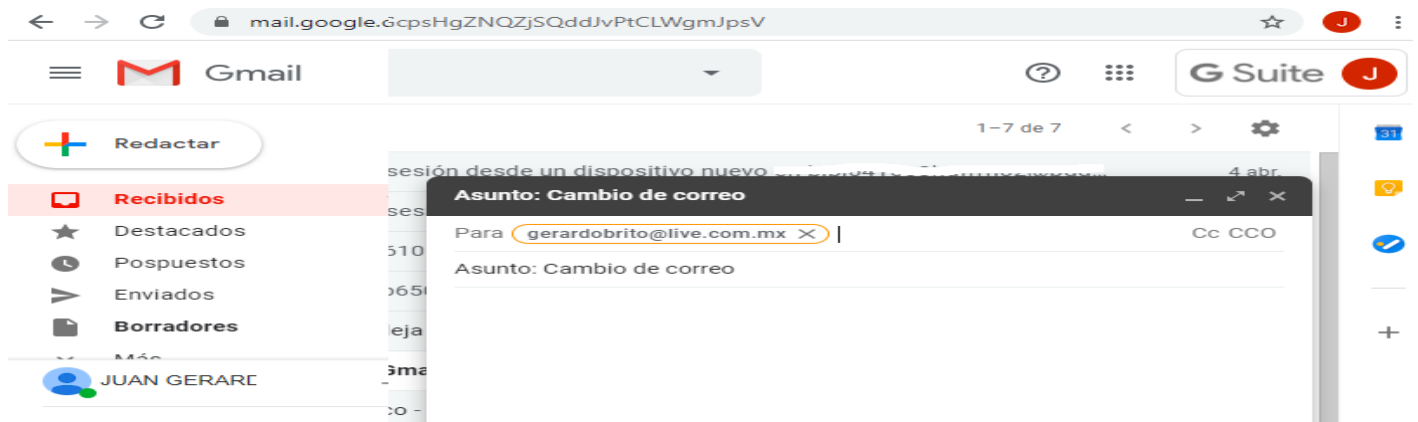 mail.google.
cpsHgZNQZjSQddJvPtCLWgmJpsV
J
Gmail
G Suite
J
Redactar
1–7 de 7
31
sesión desde un dispositivo nuevo
4 abr.
Recibidos
Asunto: Cambio de correo
Destacados
Para gerardobrito@live.com.mx
Cc CCO
Pospuestos
Asunto: Cambio de correo
Enviados
Borradores
Más
JUAN GERARD